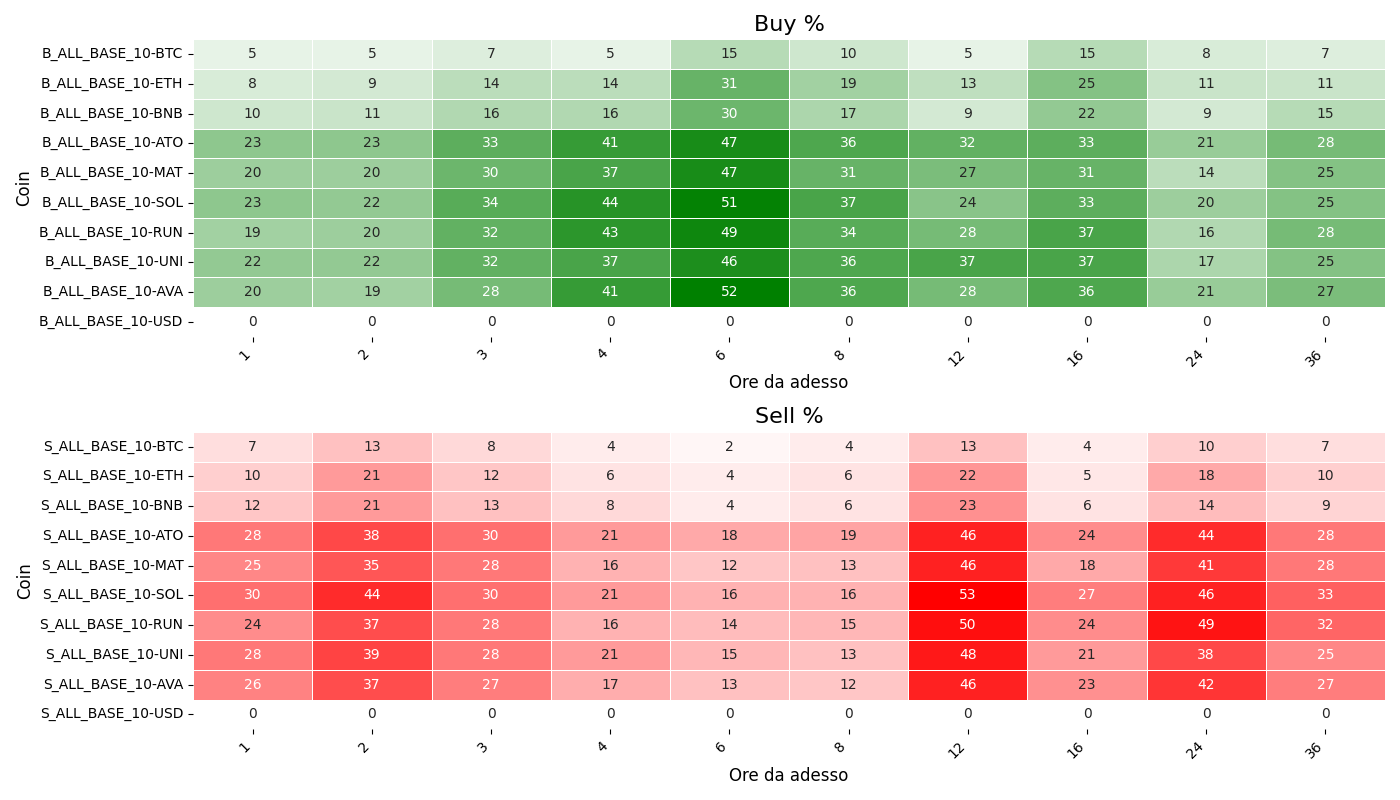 Buy %
Coin
B_ALL_BASE_10-BTC 5 5 7 5 15 10 5 15 8 7
B_ALL_BASE_10-ETH 8 9 14 14 31 19 13 25 11 11
B_ALL_BASE_10-BNB 10 11 16 16 30 17 9 22 9 15
B_ALL_BASE_10-ATO 23 23 33 41 47 36 32 33 21 28
B_ALL_BASE_10-MAT 20 20 30 37 47 31 27 31 14 25
B_ALL_BASE_10-SOL 23 22 34 44 51 37 24 33 20 25
B_ALL_BASE_10-RUN 19 20 32 43 49 34 28 37 16 28
B_ALL_BASE_10-UNI 22 22 32 37 46 36 37 37 17 25
B_ALL_BASE_10-AVA 20 19 28 41 52 36 28 36 21 27
B_ALL_BASE_10-USD 0 0 0 0 0 0 0 0 0 0
1 2 3 4 6 8 12 16 24 36
Ore da adesso
Sell %
Coin
S_ALL_BASE_10-BTC 7 13 8 4 2 4 13 4 10 7
S_ALL_BASE_10-ETH 10 21 12 6 4 6 22 5 18 10
S_ALL_BASE_10-BNB 12 21 13 8 4 6 23 6 14 9
S_ALL_BASE_10-ATO 28 38 30 21 18 19 46 24 44 28
S_ALL_BASE_10-MAT 25 35 28 16 12 13 46 18 41 28
S_ALL_BASE_10-SOL 30 44 30 21 16 16 53 27 46 33
S_ALL_BASE_10-RUN 24 37 28 16 14 15 50 24 49 32
S_ALL_BASE_10-UNI 28 39 28 21 15 13 48 21 38 25
S_ALL_BASE_10-AVA 26 37 27 17 13 12 46 23 42 27
S_ALL_BASE_10-USD 0 0 0 0 0 0 0 0 0 0
1 2 3 4 6 8 12 16 24 36
Ore da adesso